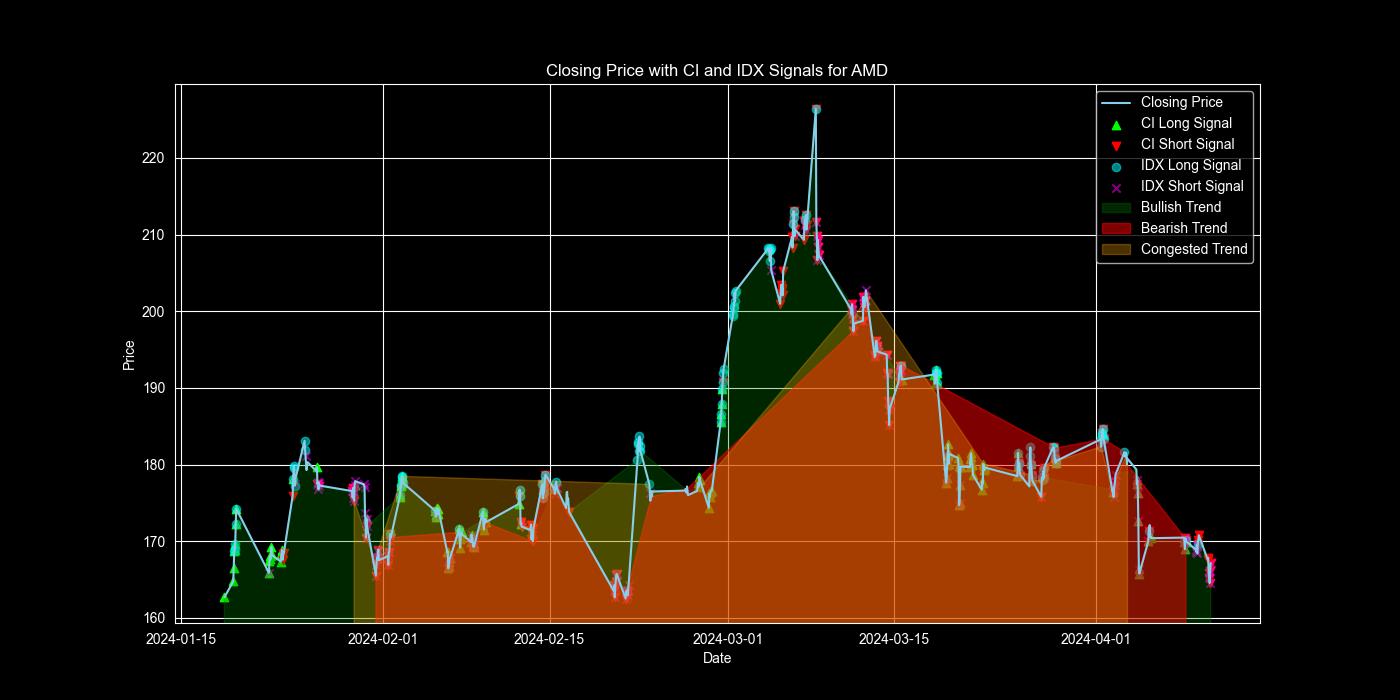 Closing Price with CI and IDX Signals for AMD
Closing Price
CI Long Signal
CI Short Signal
IDX Long Signal
IDX Short Signal
Bullish Trend
Bearish Trend
Congested Trend
Price
220
210
200
190
180
170
160
2024-01-15
2024-02-01
2024-02-15
2024-03-01
2024-03-15
2024-04-01
Date